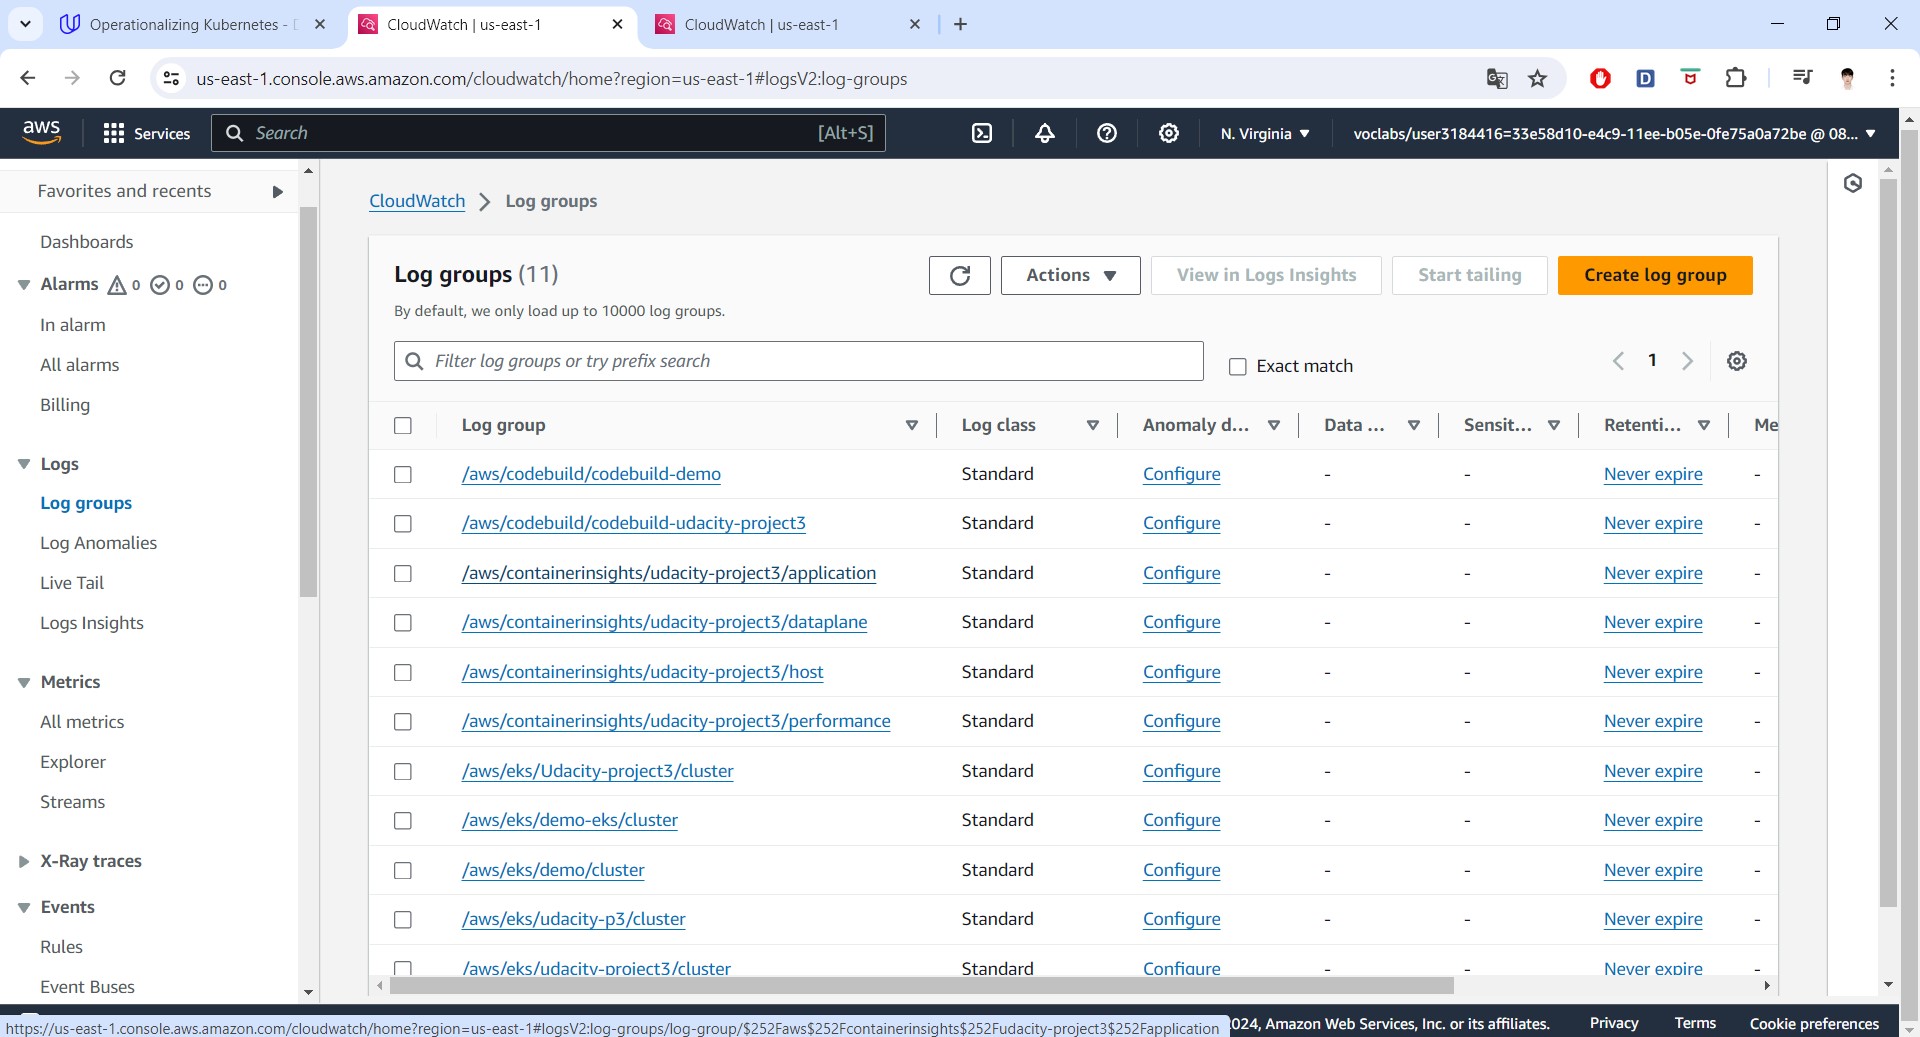 Operationalizing Kubernetes - D
CloudWatch | us-east-1
CloudWatch | us-east-1
us-east-1.console.aws.amazon.com/cloudwatch/home?region=us-east-1#logsV2:log-groups
aws
Services
Search
[Alt+S]
N. Virginia
voclabs/user3184416=33e58d10-e4c9-11ee-b05e-0fe75a0a72be @ 08...
Favorites and recents
Dashboards
Alarms 0 0 0
In alarm
All alarms
Billing
Logs
Log groups
Log Anomalies
Live Tail
Logs Insights
Metrics
All metrics
Explorer
Streams
X-Ray traces
Events
Rules
Event Buses
CloudWatch > Log groups
Log groups (11)
By default, we only load up to 10000 log groups.
Actions
View in Logs Insights
Start tailing
Create log group
Filter log groups or try prefix search
Exact match
1
Log group Log class Anomaly d... Data ... Sensit... Retenti... Me
/aws/codebuild/codebuild-demo Standard Configure - - Never expire -
/aws/codebuild/codebuild-udacity-project3 Standard Configure - - Never expire -
/aws/containerinsights/udacity-project3/application Standard Configure - - Never expire -
/aws/containerinsights/udacity-project3/dataplane Standard Configure - - Never expire -
/aws/containerinsights/udacity-project3/host Standard Configure - - Never expire -
/aws/containerinsights/udacity-project3/performance Standard Configure - - Never expire -
/aws/eks/Udacity-project3/cluster Standard Configure - - Never expire -
/aws/eks/demo-eks/cluster Standard Configure - - Never expire -
/aws/eks/demo/cluster Standard Configure - - Never expire -
/aws/eks/udacity-p3/cluster Standard Configure - - Never expire -
/aws/eks/udacity-project3/cluster Standard Configure Never expire
https://us-east-1.console.aws.amazon.com/cloudwatch/home?region=us-east-1#logsV2:log-groups/log-group/$252Faws$252Fcontainerinsights$252Fudacity-project3$252Fapplication
024, Amazon Web Services, Inc. or its affiliates.
Privacy
Terms
Cookie preferences